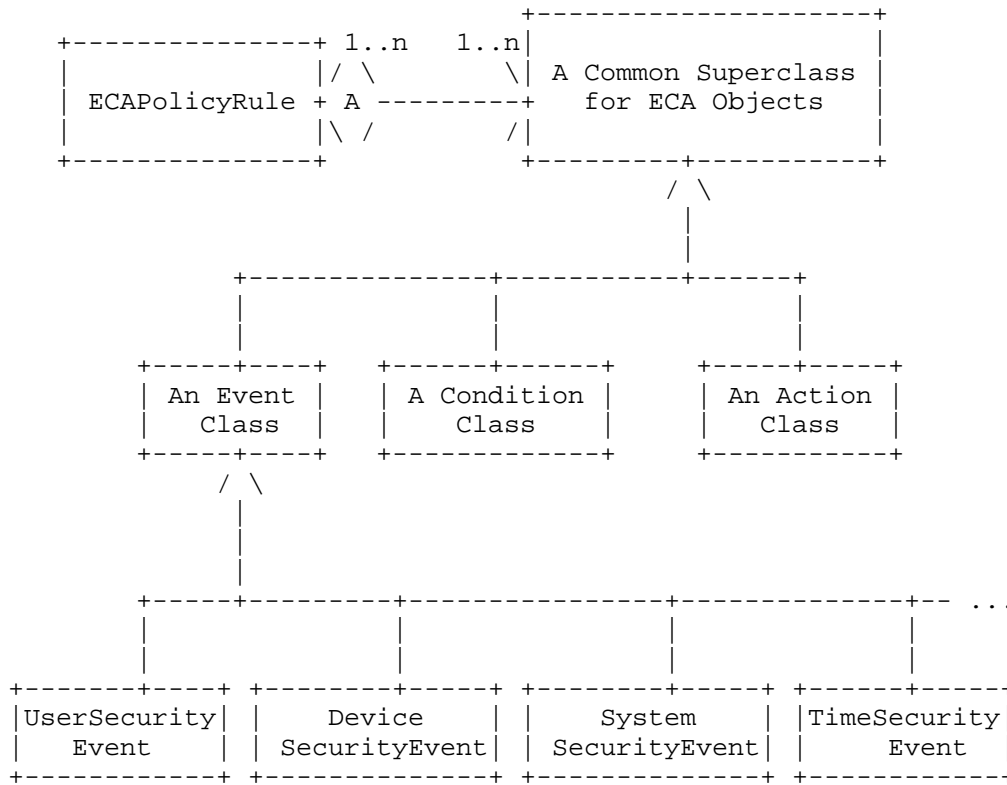 1..n 1..n
A Common Superclass
ECAPolicyRule A for ECA Objects
An Event A Condition An Action
Class Class Class
...
UserSecurity Device System TimeSecurity
Event SecurityEvent SecurityEvent Event